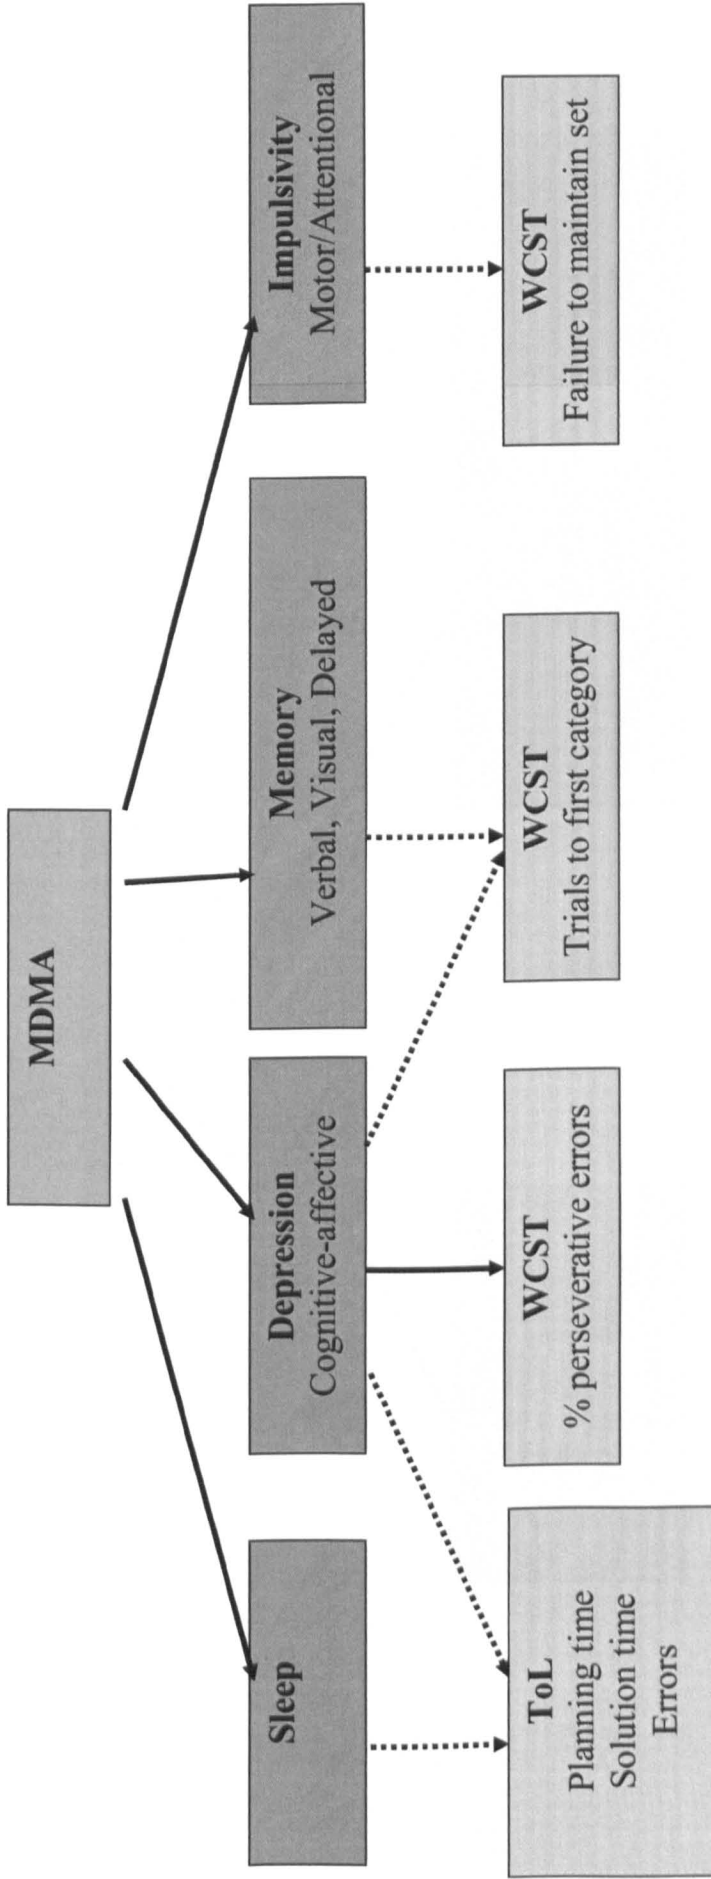 MDMA
Sleep
Depression
Cognitive-affective
Memory
Verbal, Visual, Delayed
Impulsivity
Motor/Attentional
ToL
Planning time
Solution time
Errors
WCST
% perseverative errors
WCST
Trials to first category
WCST
Failure to maintain set